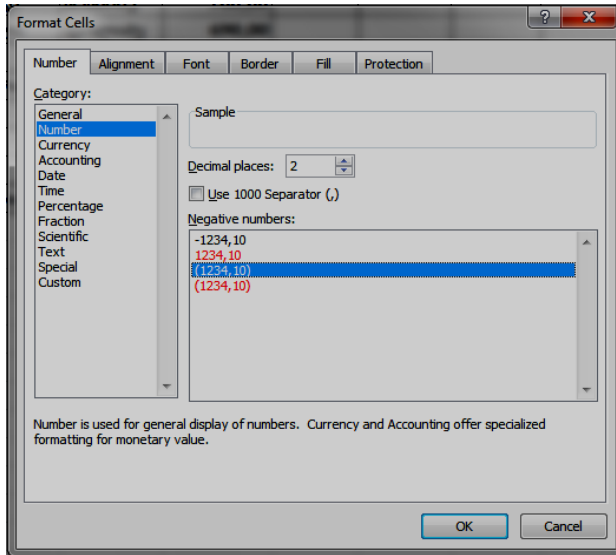 Format Cells
Number Alignment Font Border Fill Protection
Category:
General
Number
Currency
Accounting
Date
Time
Percentage
Fraction
Scientific
Text
Special
Custom
Sample
Decimal places: 2
Use 1000 Separator (,)
Negative numbers:
-1234,10
1234,10
(1234,10)
(1234,10)
Number is used for general display of numbers. Currency and Accounting offer specialized
formatting for monetary value.
OK Cancel